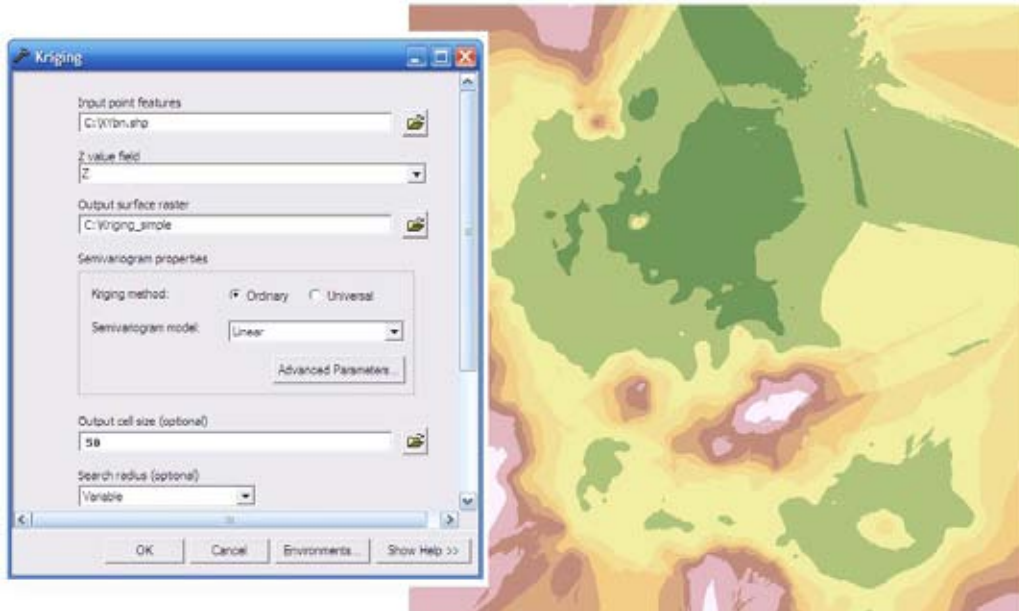 Kriging
Input point features
C:\XYbn.shp
Z value field
Z
Output surface raster
C:\Kriging_simple
Semivariogram properties
Kriging method: Ordinary Universal
Semivariogram model: Linear
Advanced Parameters...
Output cell size (optional)
50
Search radius (optional)
Variable
OK Cancel Environments... Show Help >>